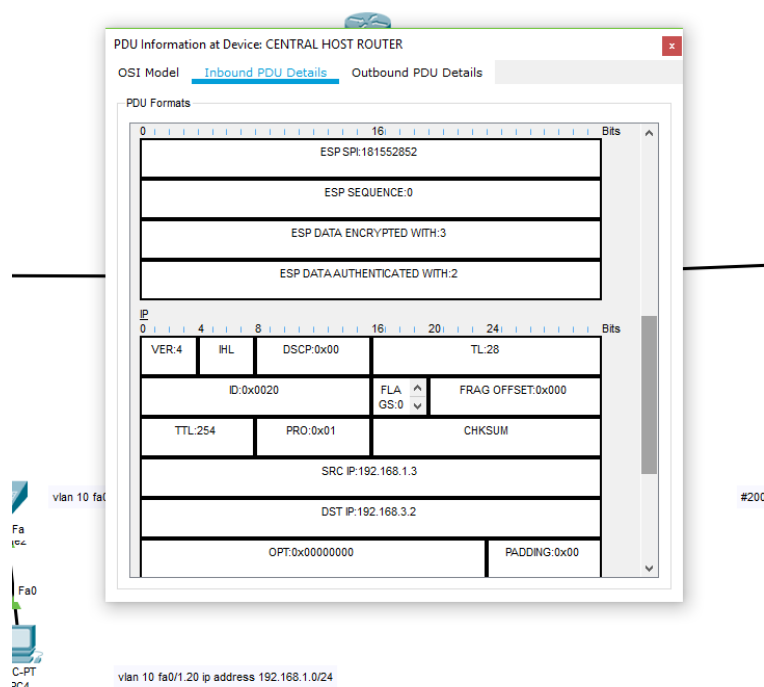 PDU Information at Device: CENTRAL HOST ROUTER
x
OSI Model Inbound PDU Details Outbound PDU Details
PDU Formats
0 16 Bits
ESP SPI:181552852
ESP SEQUENCE:0
ESP DATA ENCRYPTED WITH:3
ESP DATA AUTHENTICATED WITH:2
IP
0 4 8 16 20 24 Bits
VER:4 IHL DSCP:0x00 TL:28
ID:0x0020 FLA
GS:0 FRAG OFFSET:0x000
TTL:254 PRO:0x01 CHKSUM
SRC IP:192.168.1.3
DST IP:192.168.3.2
OPT:0x00000000 PADDING:0x00
vlan 10 fa0
#200
Fa
Fa0
C-PT
PC4
vlan 10 fa0/1.20 ip address 192.168.1.0/24